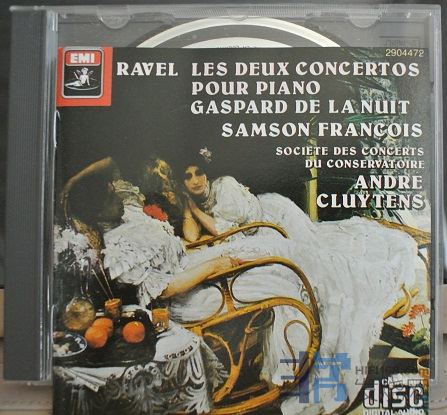 EMI
2904472
RAVEL LES DEUX CONCERTOS
POUR PIANO
GASPARD DE LA NUIT
SAMSON FRANÇOIS
SOCIETE DES CONCERTS
DU CONSERVATOIRE
ANDRE
CLUYTENS
disc
DIGITAL AUDIO